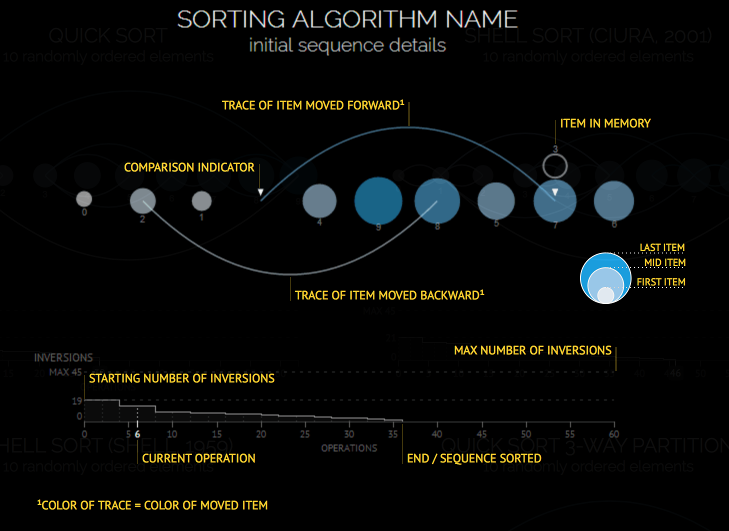 SORTING ALGORITHM NAME
initial sequence details
QUICK SORT
10 randomly ordered elements
SHELL SORT (CIURA, 2001)
10 randomly ordered elements
TRACE OF ITEM MOVED FORWARD¹
ITEM IN MEMORY
3
COMPARISON INDICATOR
0 2 1 4 9 8 5 7 6
LAST ITEM
MID ITEM
FIRST ITEM
TRACE OF ITEM MOVED BACKWARD¹
MAX NUMBER OF INVERSIONS
INVERSIONS
MAX 45
STARTING NUMBER OF INVERSIONS
19
0
0 5 6 10 15 20 25 30 35 40 45 50 55 60
OPERATIONS
CURRENT OPERATION
END / SEQUENCE SORTED
SHELL SORT (SHELL, 1959)
10 randomly ordered elements
QUICK SORT 3-WAY PARTITION
10 randomly ordered elements
¹COLOR OF TRACE = COLOR OF MOVED ITEM